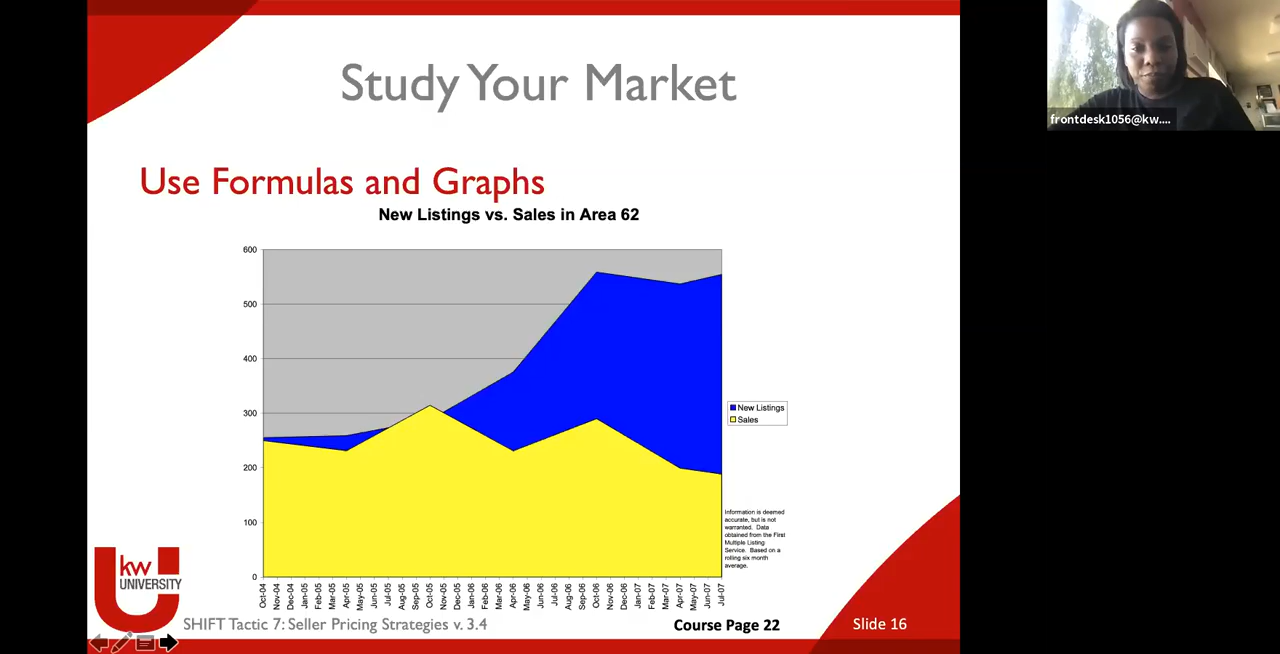 Study Your Market
frontdesk1056@kw....
Use Formulas and Graphs
New Listings vs. Sales in Area 62
600
500
400
300
200
100
0
New Listings
Sales
Information is deemed
accurate, but is not
warranted. Data
obtained from the First
Multiple Listing
Service. Based on a
rolling six month
average.
Oct-04
Nov-04
Dec-04
Jan-05
Feb-05
Mar-05
Apr-05
May-05
Jun-05
Jul-05
Aug-05
Sep-05
Oct-05
Nov-05
Dec-05
Jan-06
Feb-06
Mar-06
Apr-06
May-06
Jun-06
Jul-06
Aug-06
Sep-06
Oct-06
Nov-06
Dec-06
Jan-07
Feb-07
Mar-07
Apr-07
May-07
Jun-07
Jul-07
kw
UNIVERSITY
SHIFT Tactic 7: Seller Pricing Strategies v. 3.4
Course Page 22
Slide 16